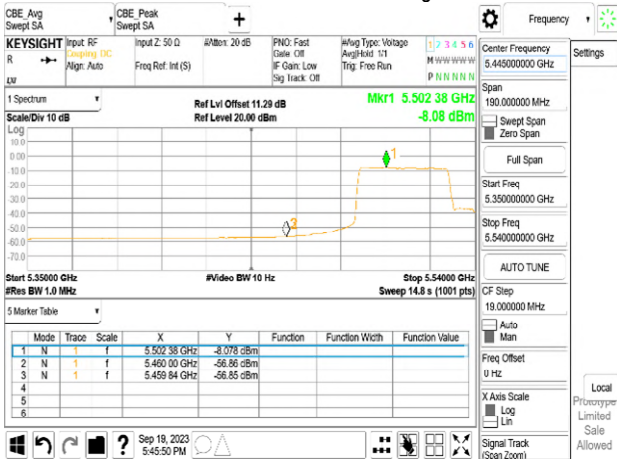 CBE_Avg
Swept SA
CBE_Peak
Swept SA
+
Frequency
KEYSIGHT
R
Input: RF
Coupling: DC
Align: Auto
Input Z: 50 Ω
Freq Ref: Int (S)
#Atten: 20 dB
PNO: Fast
Gate: Off
IF Gain: Low
Sig Track: Off
#Avg Type: Voltage
Avg|Hold: 1/1
Trig: Free Run
1 2 3 4 5 6
M W W W W W
P N N N N N
1 Spectrum
Scale/Div 10 dB
Ref Lvl Offset 11.29 dB
Ref Level 20.00 dBm
Mkr1 5.502 38 GHz
-8.08 dBm
Log
10.0
0.00
-10.0
-20.0
-30.0
-40.0
-50.0
-60.0
-70.0
1
Start 5.35000 GHz
#Res BW 1.0 MHz
#Video BW 10 Hz
Stop 5.54000 GHz
Sweep 14.8 s (1001 pts)
5 Marker Table
Mode Trace Scale X Y Function Function Width Function Value
1 N 1 f 5.502 38 GHz -8.078 dBm
2 N 1 f 5.460 00 GHz -56.86 dBm
3 N 1 f 5.459 84 GHz -56.85 dBm
4
5
6
Sep 19, 2023
5:45:50 PM
?
Center Frequency
5.445000000 GHz
Settings
Span
190.000000 MHz
Swept Span
Zero Span
Full Span
Start Freq
5.350000000 GHz
Stop Freq
5.540000000 GHz
AUTO TUNE
CF Step
19.000000 MHz
Auto
Man
Freq Offset
0 Hz
X Axis Scale
Log
Lin
Signal Track
(Span Zoom)
Local
Prototype
Limited
Sale
Allowed